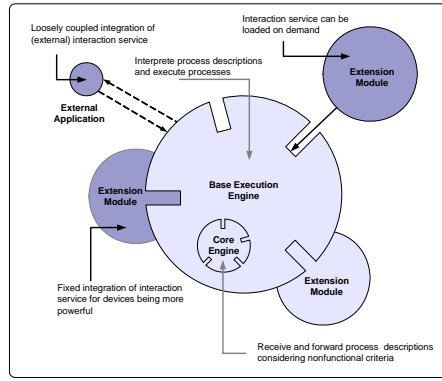 Loosely coupled integration of
(external) interaction service
Interaction service can be
loaded on demand
Interprete process descriptions
and execute processes
External
Application
Extension
Module
Extension
Module
Base Execution
Engine
Core
Engine
Extension
Module
Fixed integration of interaction
service for devices being more
powerful
Receive and forward process descriptions
considering nonfunctional criteria